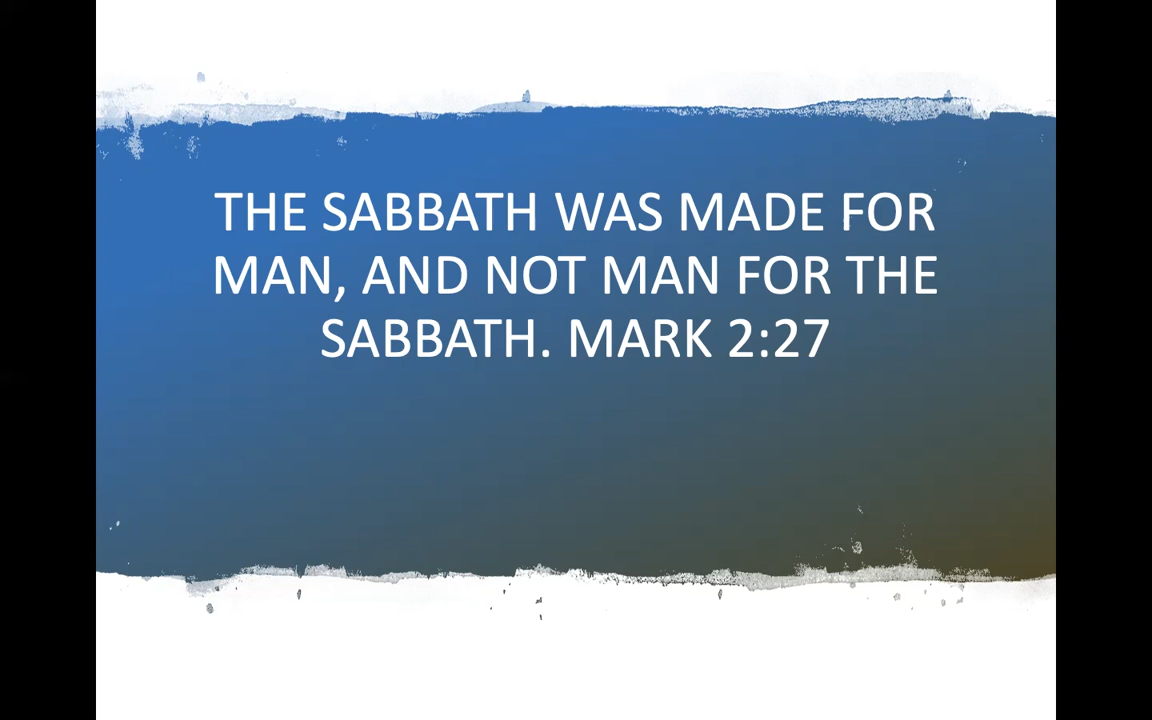 THE SABBATH WAS MADE FOR
MAN, AND NOT MAN FOR THE
SABBATH. MARK 2:27